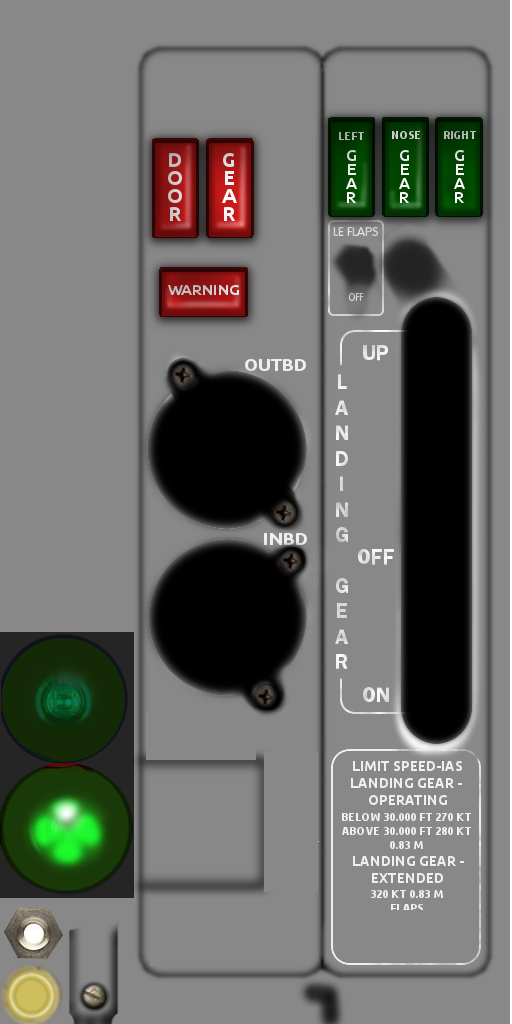 DOOR
GEAR
WARNING
OUTBD
INBD
LEFT
GEAR
NOSE
GEAR
RIGHT
GEAR
LE FLAPS
OFF
UP
LANDING GEAR
OFF
ON
LIMIT SPEED-IAS
LANDING GEAR -
OPERATING
BELOW 30.000 FT 270 KT
ABOVE 30.000 FT 280 KT
0.83 M
LANDING GEAR -
EXTENDED
320 KT 0.83 M
FLAPS